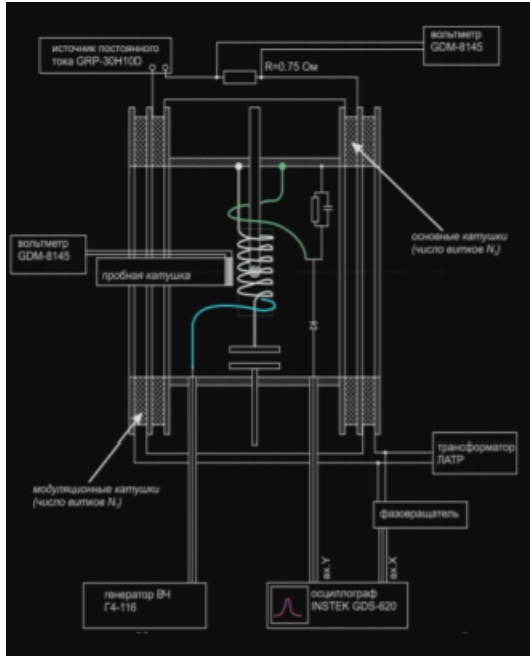 источник постоянного
тока GRP-30H10D
R=0.75 Ом
вольтметр
GDM-8145
основные катушки
(число витков N₂)
вольтметр
GDM-8145
пробная катушка
трансформатор
ЛАТР
модуляционные катушки
(число витков N₁)
фазовращатель
вх.Y
вх.X
генератор ВЧ
Г4-116
осциллограф
INSTEK GDS-620